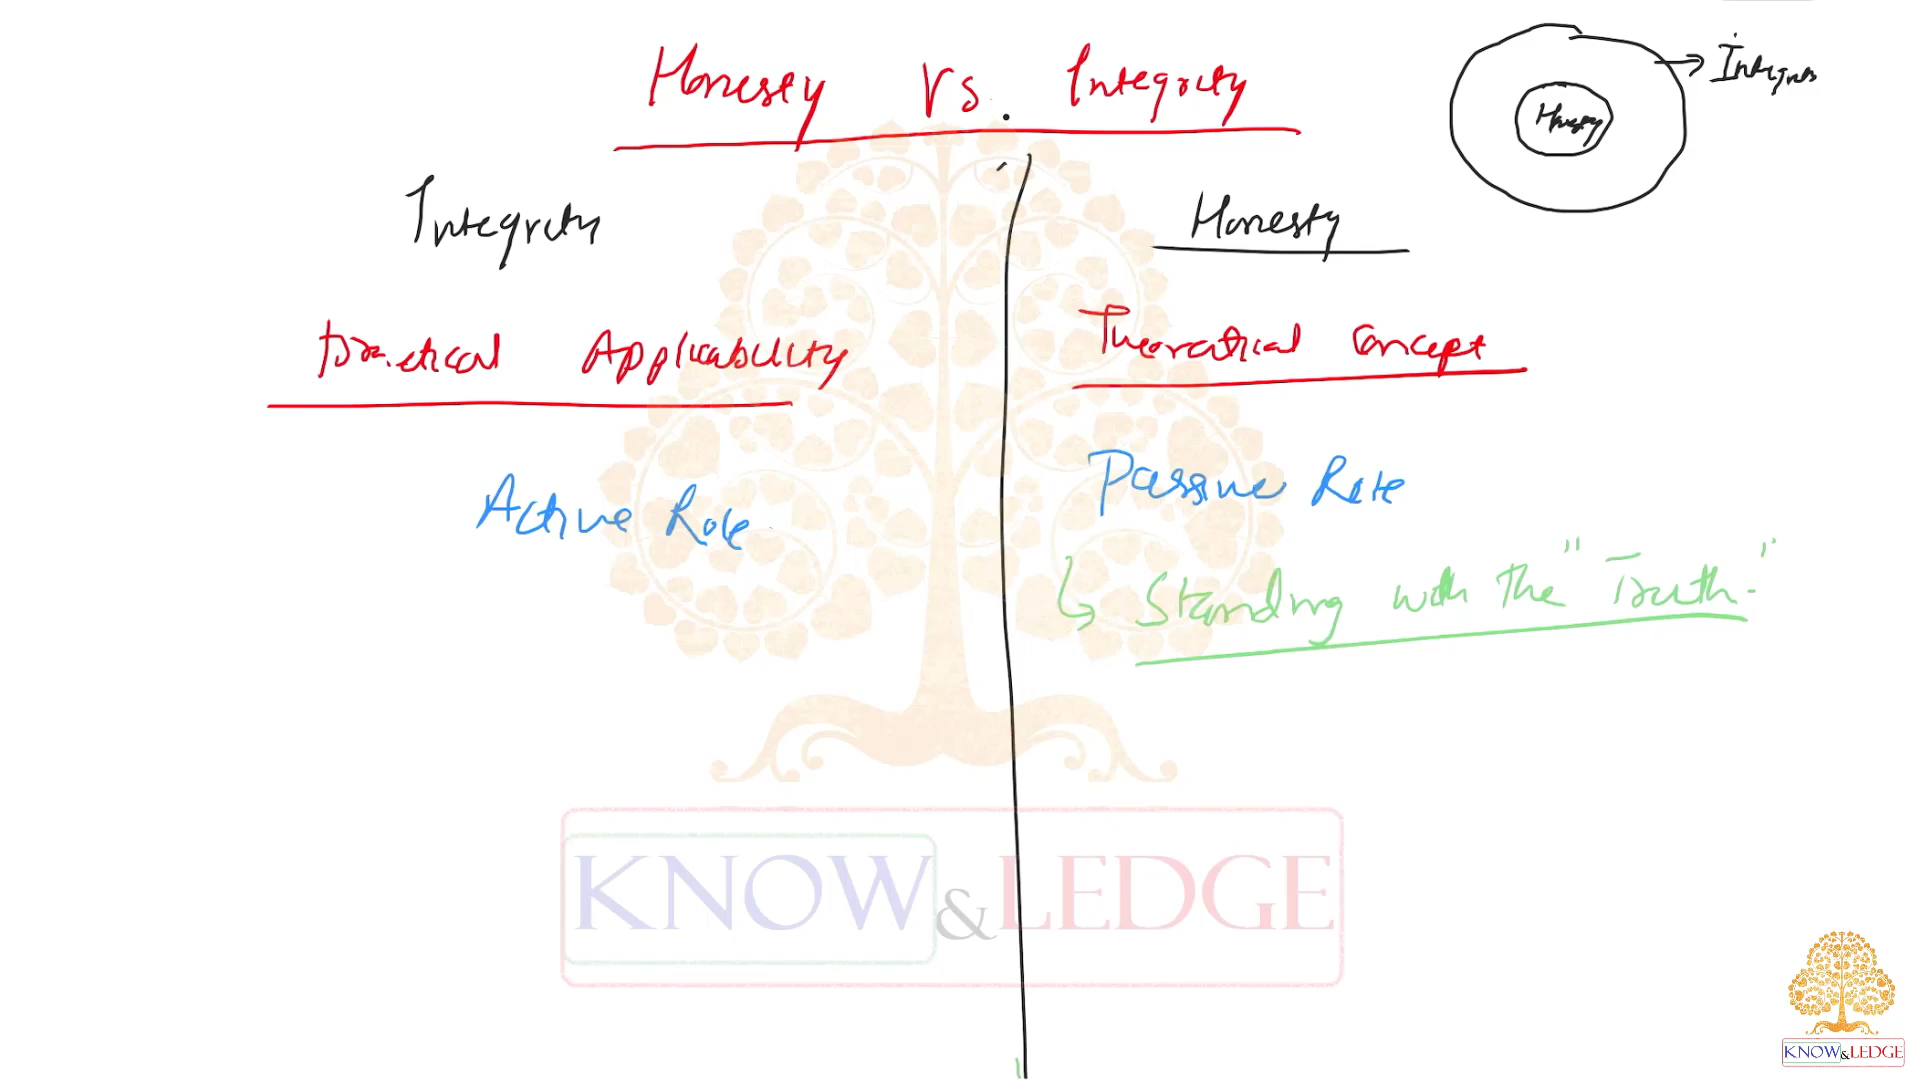 Honesty Vs. Integrity
Integrity
Honesty
Integrity
Honesty
Practical Applicability
Theoratical Concept
Active Role
Passive Role
Standing with the "Truth."
KNOW&LEDGE
KNOW&LEDGE